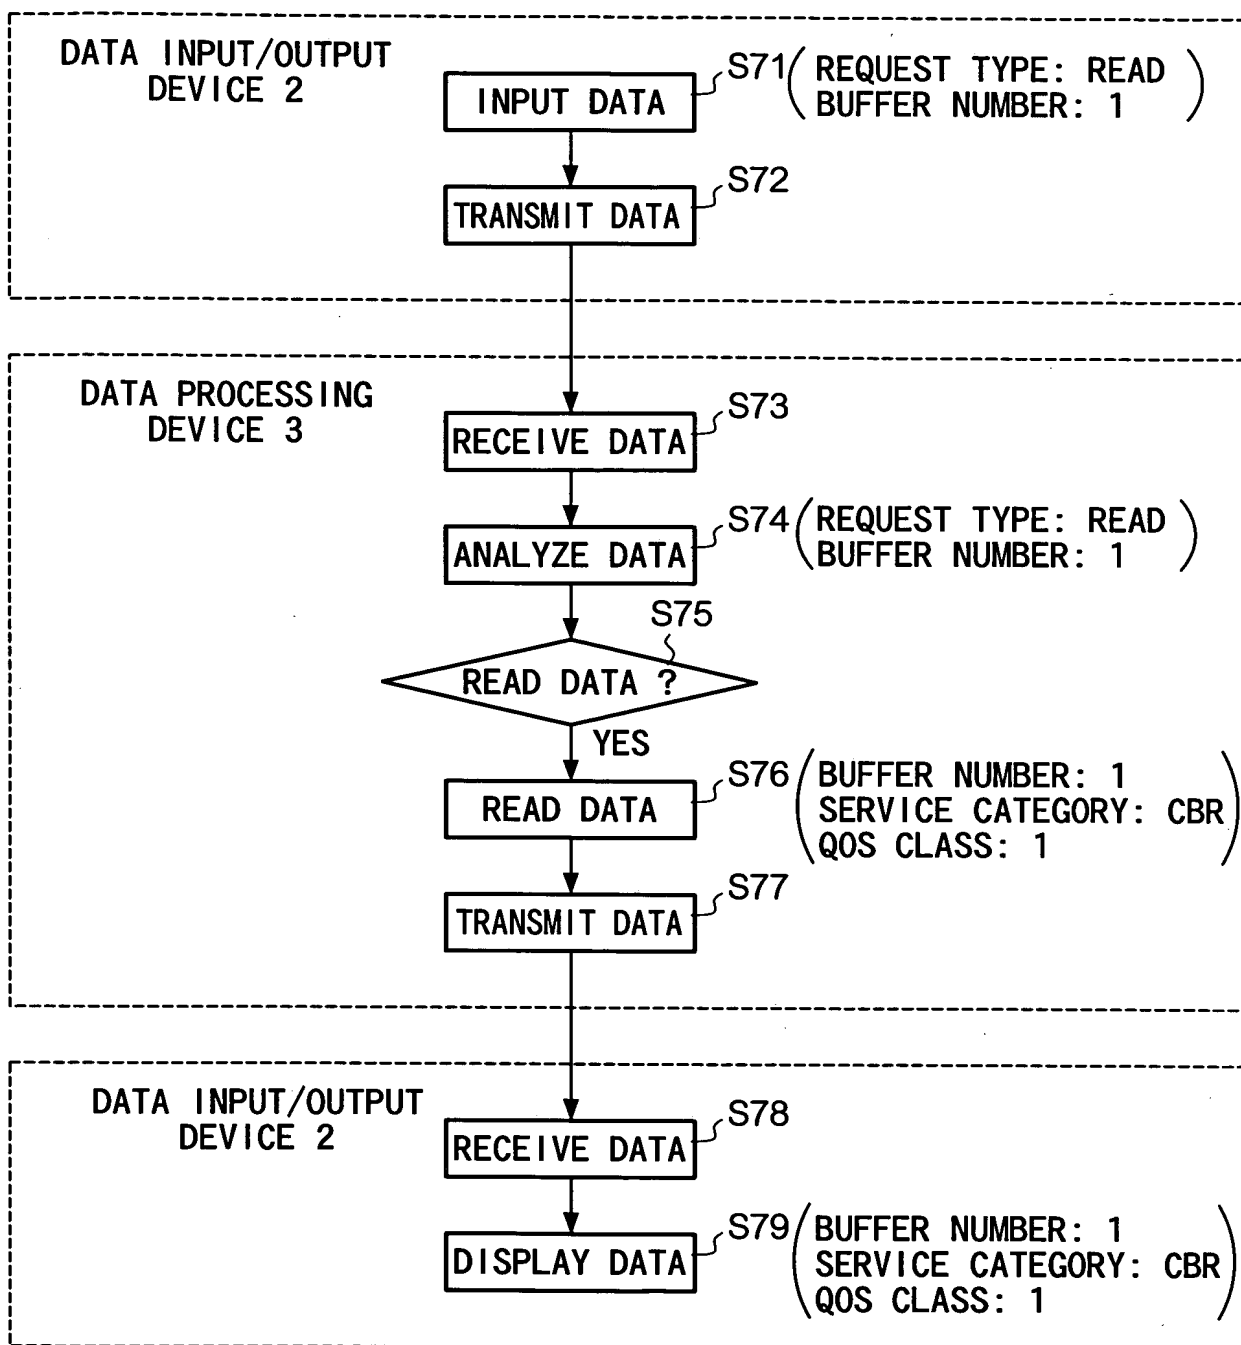 DATA INPUT/OUTPUT
DEVICE 2
INPUT DATA
S71
(REQUEST TYPE: READ
BUFFER NUMBER: 1)
TRANSMIT DATA
S72
DATA PROCESSING
DEVICE 3
RECEIVE DATA
S73
ANALYZE DATA
S74
(REQUEST TYPE: READ
BUFFER NUMBER: 1)
S75
READ DATA ?
YES
READ DATA
S76
(BUFFER NUMBER: 1
SERVICE CATEGORY: CBR
QOS CLASS: 1)
TRANSMIT DATA
S77
DATA INPUT/OUTPUT
DEVICE 2
RECEIVE DATA
S78
DISPLAY DATA
S79
(BUFFER NUMBER: 1
SERVICE CATEGORY: CBR
QOS CLASS: 1)